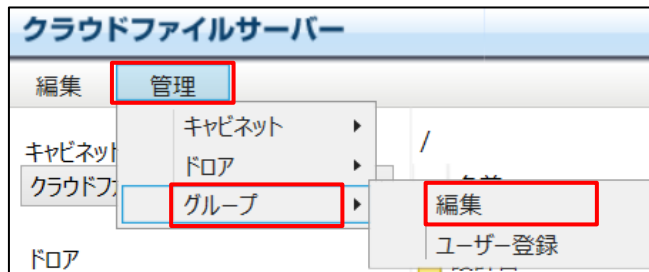 クラウドファイルサーバー
編集 管理
キャビネット
ドロア
グループ
編集
ユーザー登録
キャビネット
クラウドフ
/
ドロア